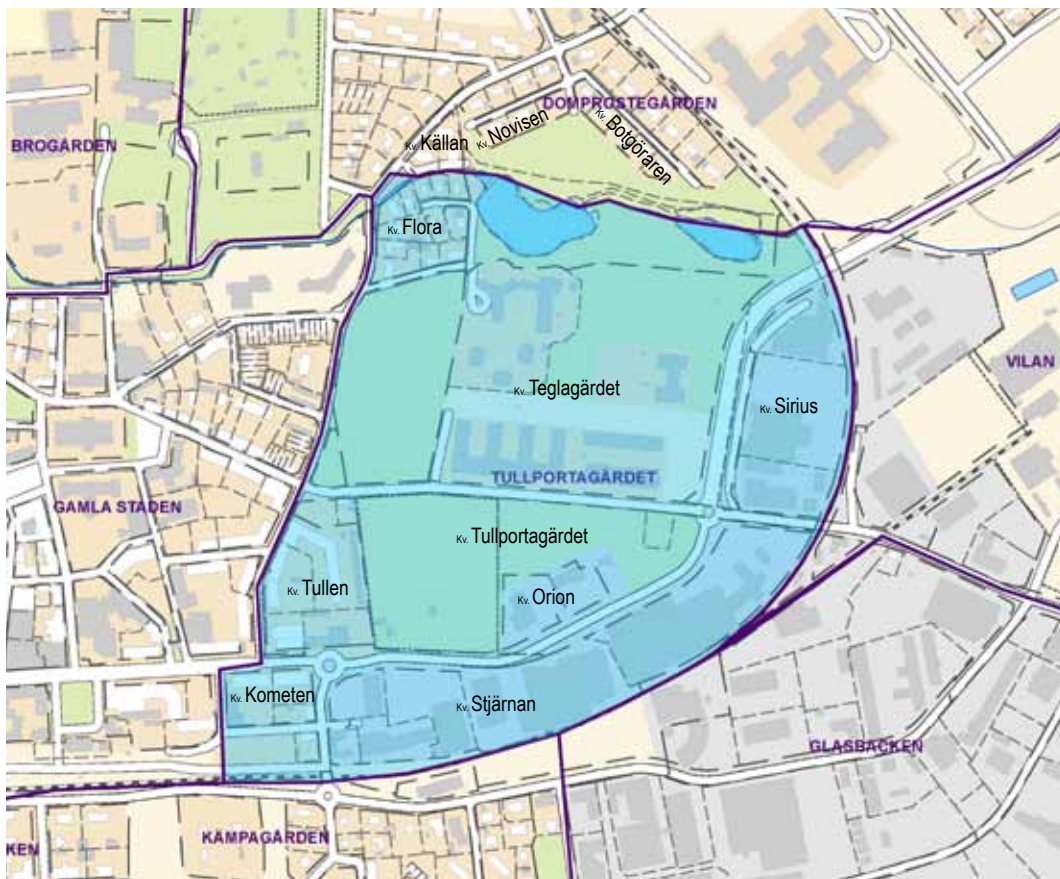 DOMPROSTEGÅRDEN
Kv. Novisen
Kv. Botgöraren
BROGÅRDEN
Kv. Källan
Kv. Flora
VILAN
Kv. Teglagärdet
Kv. Sirius
TULLPORTAGÄRDET
GAMLA STADEN
Kv. Tullportagärdet
Kv. Tullen
Kv. Orion
Kv. Kometen
Kv. Stjärnan
GLASBACKEN
KÄMPAGÅRDEN
KEN